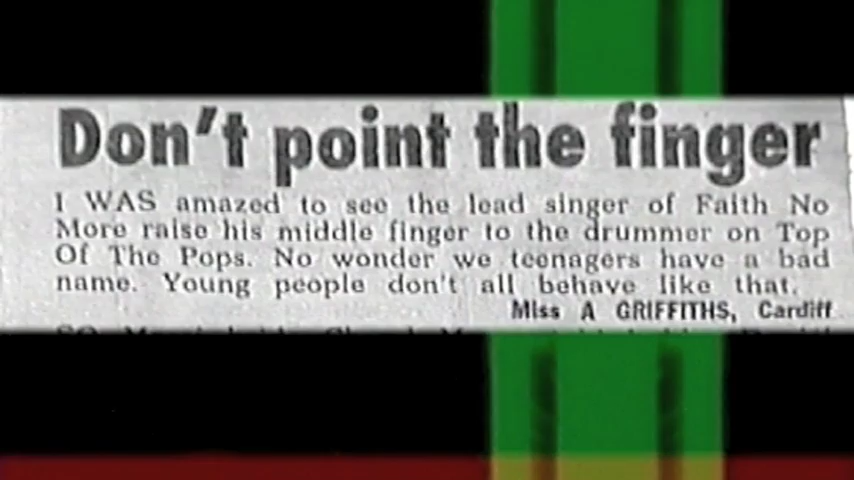 Don't point the finger
I WAS amazed to see the lead singer of Faith No
More raise his middle finger to the drummer on Top
Of The Pops. No wonder we teenagers have a bad
name. Young people don't all behave like that.
Miss A GRIFFITHS, Cardiff